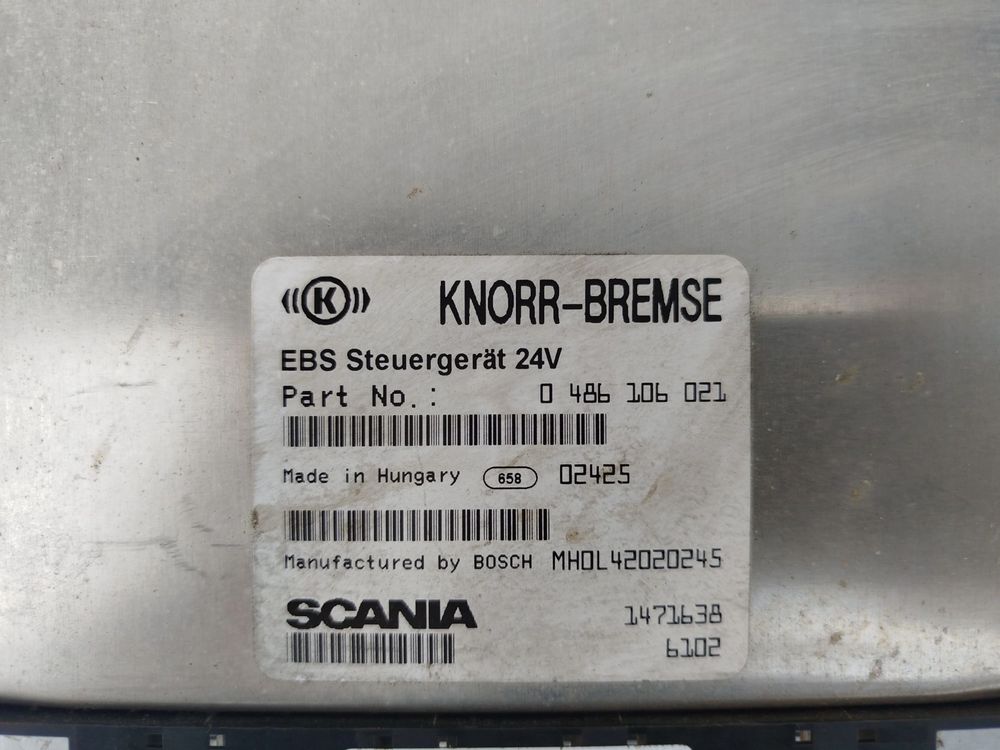 K KNORR-BREMSE
EBS Steuergerät 24V
Part No.: 0 486 106 021
Made in Hungary 658 02425
Manufactured by BOSCH MH0L42020245
SCANIA 1471638
6102